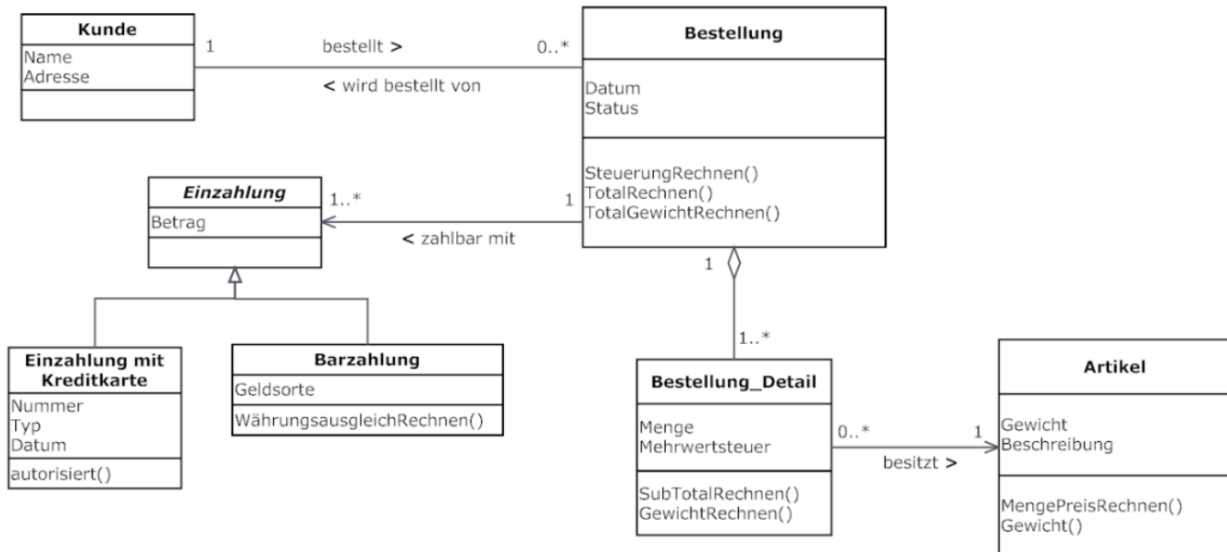 Kunde
Name
Adresse
1
bestellt >
0..*
< wird bestellt von
Bestellung
Datum
Status
SteuerungRechnen()
TotalRechnen()
TotalGewichtRechnen()
Einzahlung
Betrag
1..*
1
< zahlbar mit
1
1..*
Einzahlung mit
Kreditkarte
Nummer
Typ
Datum
autorisiert()
Barzahlung
Geldsorte
WährungsausgleichRechnen()
Bestellung_Detail
Menge
Mehrwertsteuer
SubTotalRechnen()
GewichtRechnen()
0..*
1
besitzt >
Artikel
Gewicht
Beschreibung
MengePreisRechnen()
Gewicht()